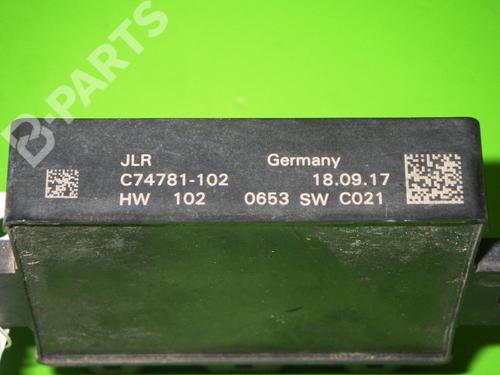 B-PARTS
JLR Germany
C74781-102 18.09.17
HW 102 0653 SW C021